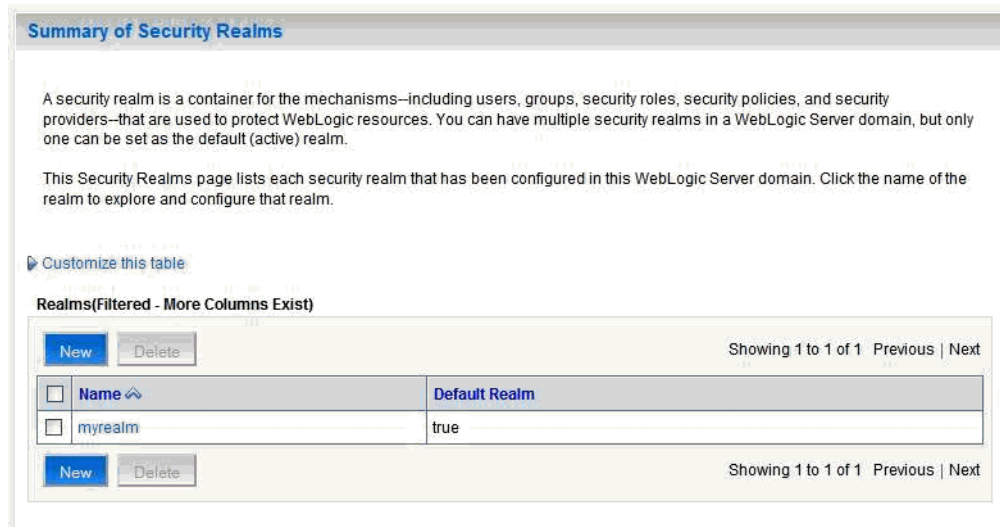 Summary of Security Realms
A security realm is a container for the mechanisms--including users, groups, security roles, security policies, and security
providers--that are used to protect WebLogic resources. You can have multiple security realms in a WebLogic Server domain, but only
one can be set as the default (active) realm.
This Security Realms page lists each security realm that has been configured in this WebLogic Server domain. Click the name of the
realm to explore and configure that realm.
Customize this table
Realms(Filtered - More Columns Exist)
New Delete Showing 1 to 1 of 1 Previous | Next
Name Default Realm
myrealm true
New Delete Showing 1 to 1 of 1 Previous | Next